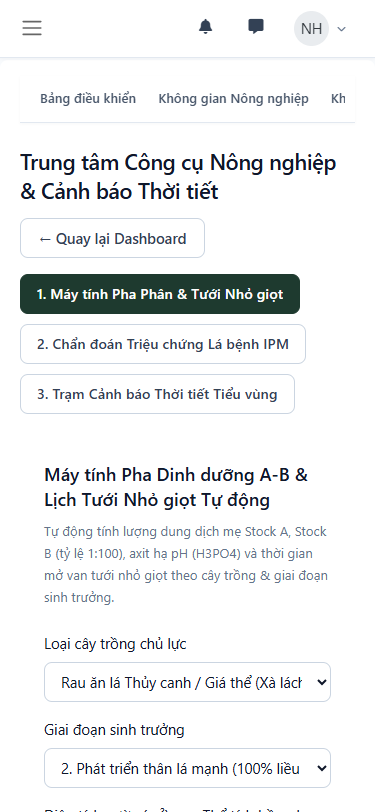 NH
Bảng điều khiển Không gian Nông nghiệp Kh
Trung tâm Công cụ Nông nghiệp
& Cảnh báo Thời tiết
← Quay lại Dashboard
1. Máy tính Pha Phân & Tưới Nhỏ giọt
2. Chẩn đoán Triệu chứng Lá bệnh IPM
3. Trạm Cảnh báo Thời tiết Tiểu vùng
Máy tính Pha Dinh dưỡng A-B &
Lịch Tưới Nhỏ giọt Tự động
Tự động tính lượng dung dịch mẹ Stock A, Stock
B (tỷ lệ 1:100), axit hạ pH (H3PO4) và thời gian
mở van tưới nhỏ giọt theo cây trồng & giai đoạn
sinh trưởng.
Loại cây trồng chủ lực
Rau ăn lá Thủy canh / Giá thể (Xà lách
Giai đoạn sinh trưởng
2. Phát triển thân lá mạnh (100% liều